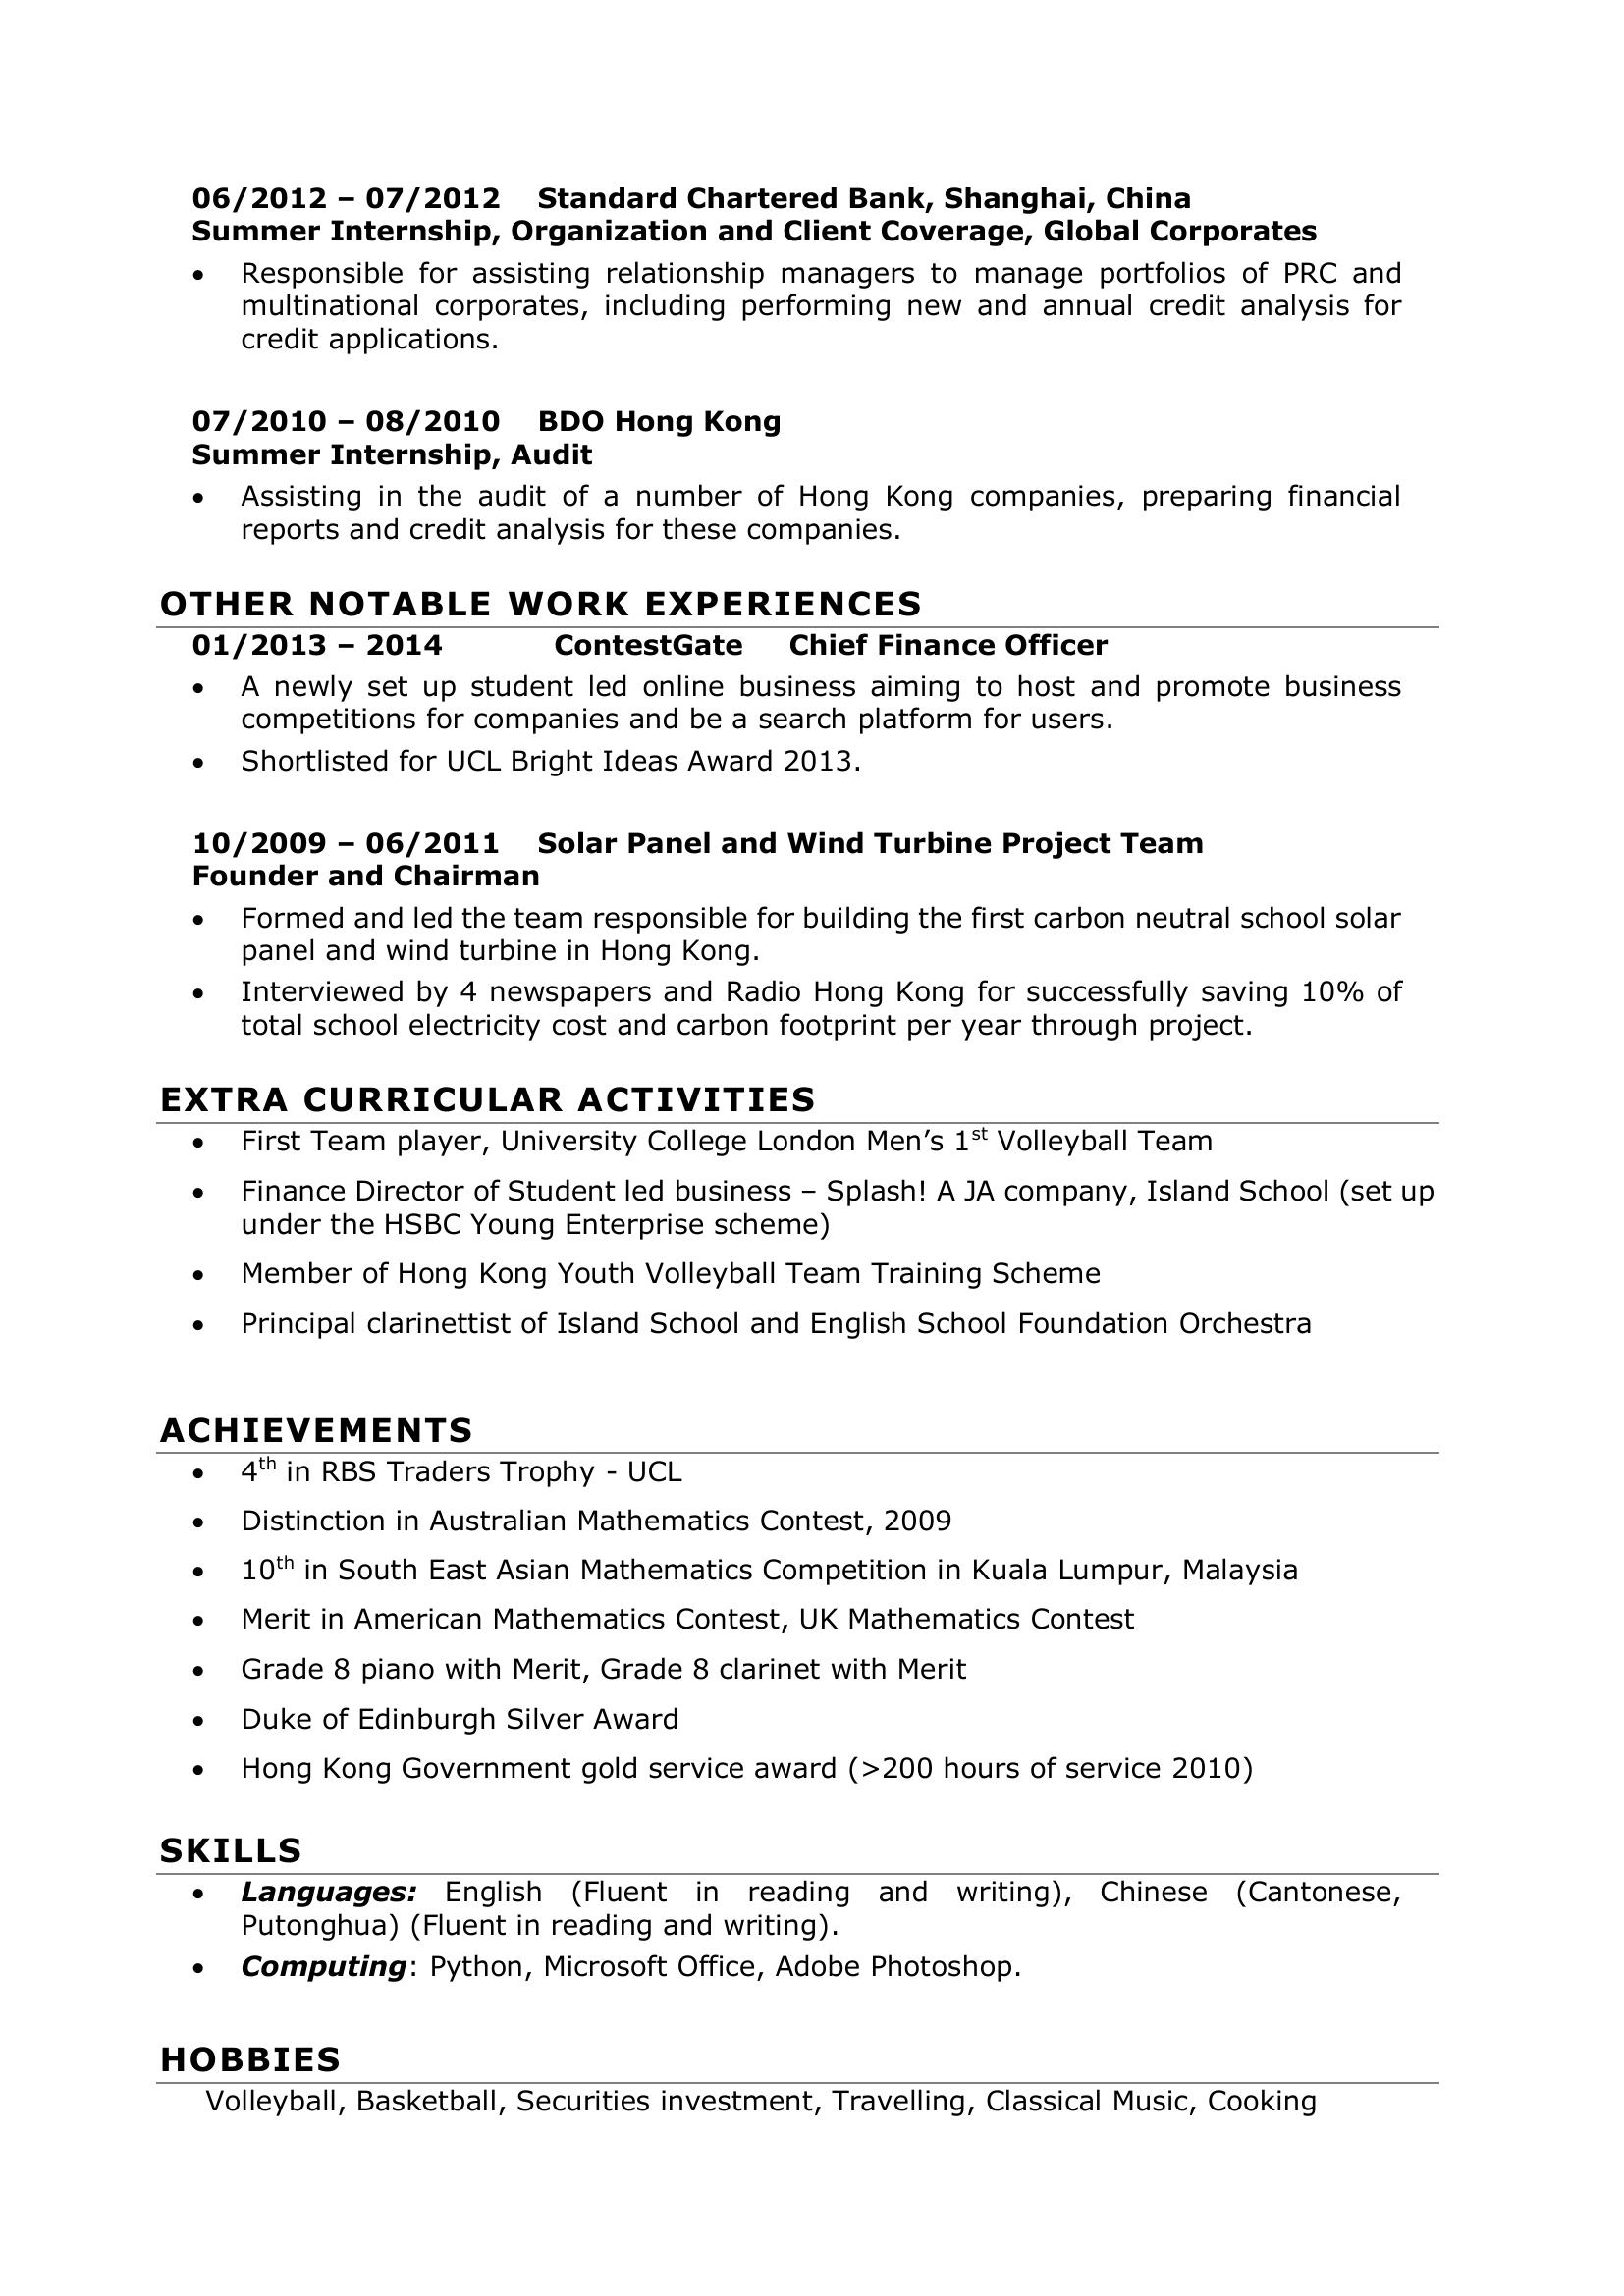 06/2012 – 07/2012 Standard Chartered Bank, Shanghai, China
Summer Internship, Organization and Client Coverage, Global Corporates
• Responsible for assisting relationship managers to manage portfolios of PRC and
multinational corporates, including performing new and annual credit analysis for
credit applications.
07/2010 – 08/2010 BDO Hong Kong
Summer Internship, Audit
• Assisting in the audit of a number of Hong Kong companies, preparing financial
reports and credit analysis for these companies.
OTHER NOTABLE WORK EXPERIENCES
01/2013 – 2014 ContestGate Chief Finance Officer
• A newly set up student led online business aiming to host and promote business
competitions for companies and be a search platform for users.
• Shortlisted for UCL Bright Ideas Award 2013.
10/2009 – 06/2011 Solar Panel and Wind Turbine Project Team
Founder and Chairman
• Formed and led the team responsible for building the first carbon neutral school solar
panel and wind turbine in Hong Kong.
• Interviewed by 4 newspapers and Radio Hong Kong for successfully saving 10% of
total school electricity cost and carbon footprint per year through project.
EXTRA CURRICULAR ACTIVITIES
• First Team player, University College London Men’s 1st Volleyball Team
• Finance Director of Student led business – Splash! A JA company, Island School (set up
under the HSBC Young Enterprise scheme)
• Member of Hong Kong Youth Volleyball Team Training Scheme
• Principal clarinettist of Island School and English School Foundation Orchestra
ACHIEVEMENTS
• 4th in RBS Traders Trophy - UCL
• Distinction in Australian Mathematics Contest, 2009
• 10th in South East Asian Mathematics Competition in Kuala Lumpur, Malaysia
• Merit in American Mathematics Contest, UK Mathematics Contest
• Grade 8 piano with Merit, Grade 8 clarinet with Merit
• Duke of Edinburgh Silver Award
• Hong Kong Government gold service award (>200 hours of service 2010)
SKILLS
• Languages: English (Fluent in reading and writing), Chinese (Cantonese,
Putonghua) (Fluent in reading and writing).
• Computing: Python, Microsoft Office, Adobe Photoshop.
HOBBIES
Volleyball, Basketball, Securities investment, Travelling, Classical Music, Cooking